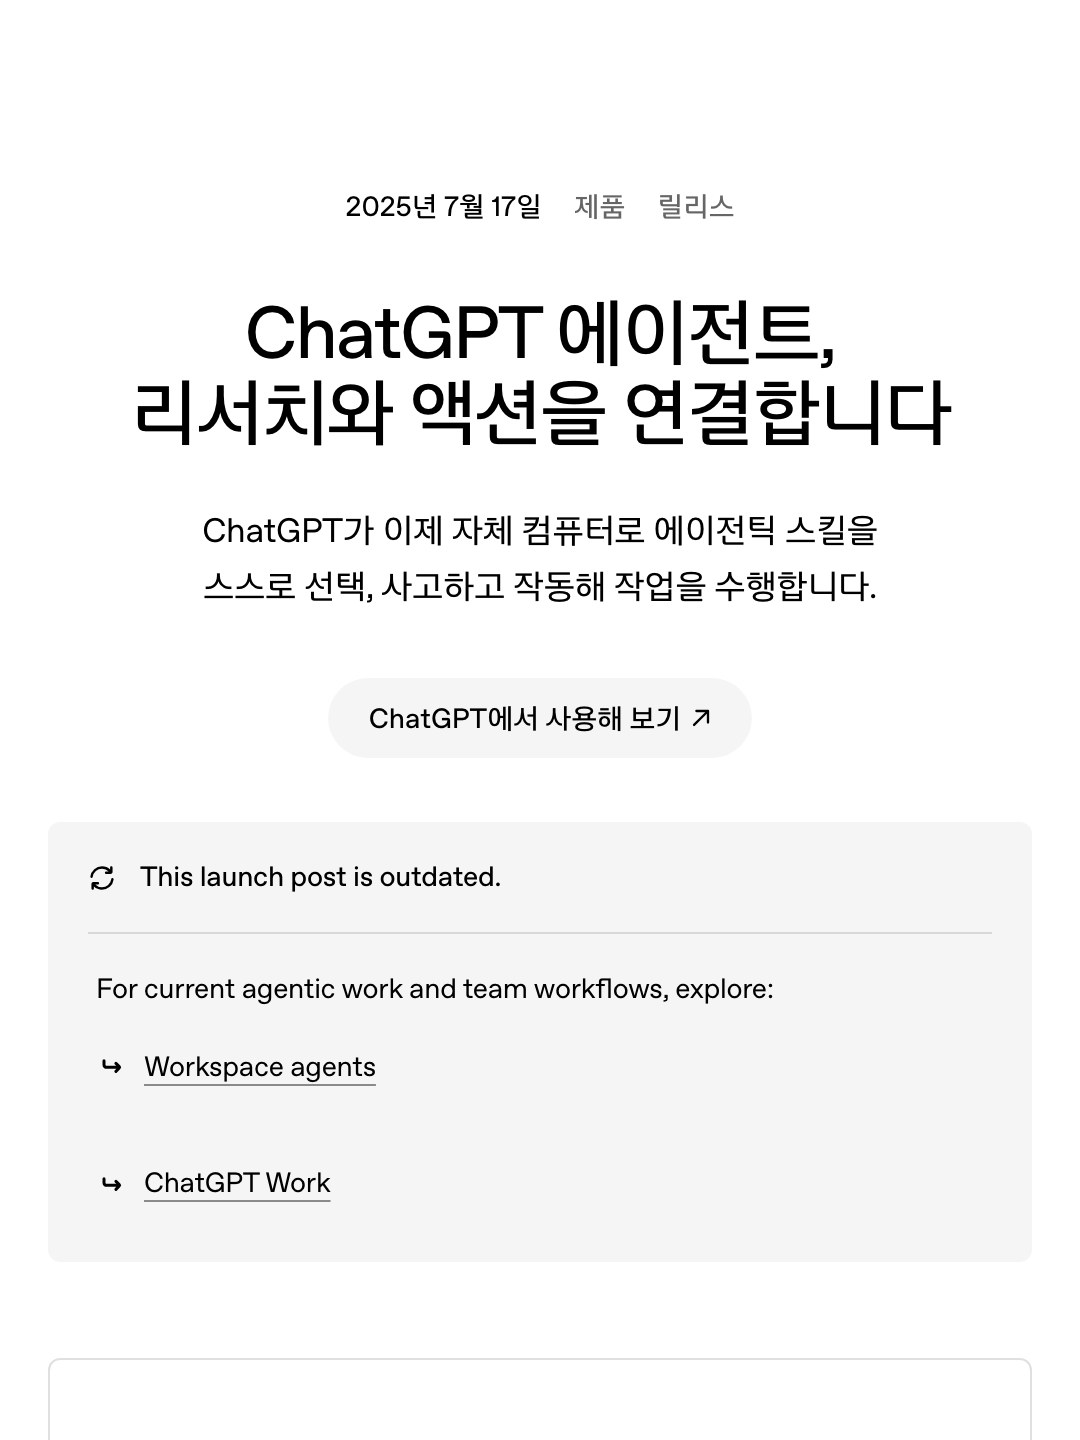 2025년 7월 17일 제품 릴리스
ChatGPT 에이전트,
리서치와 액션을 연결합니다
ChatGPT가 이제 자체 컴퓨터로 에이전틱 스킬을
스스로 선택, 사고하고 작동해 작업을 수행합니다.
ChatGPT에서 사용해 보기 ↗
This launch post is outdated.
For current agentic work and team workflows, explore:
Workspace agents
ChatGPT Work